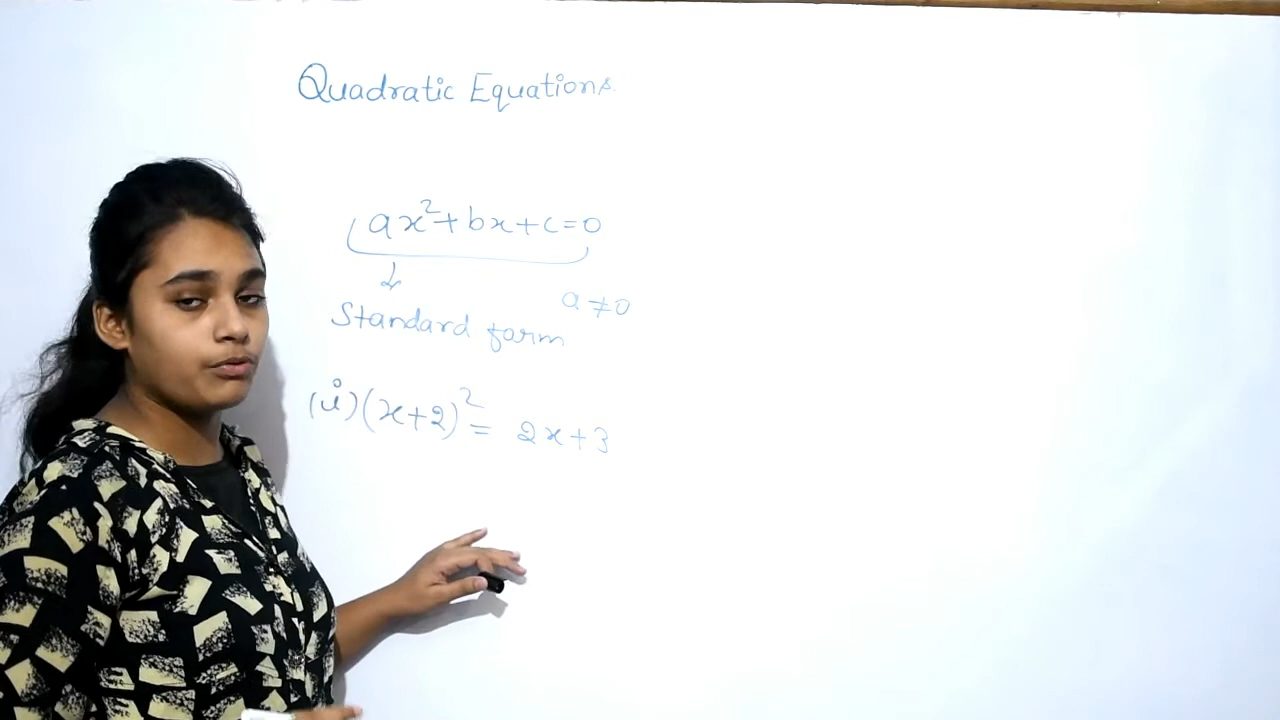 Quadratic Equations
ax²+bx+c=0
a≠0
Standard form
(ii)(x+2)²= 2x+3